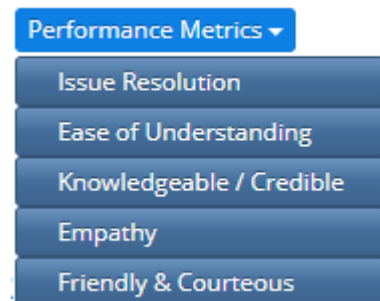 Performance Metrics
Issue Resolution
Ease of Understanding
Knowledgeable / Credible
Empathy
Friendly & Courteous